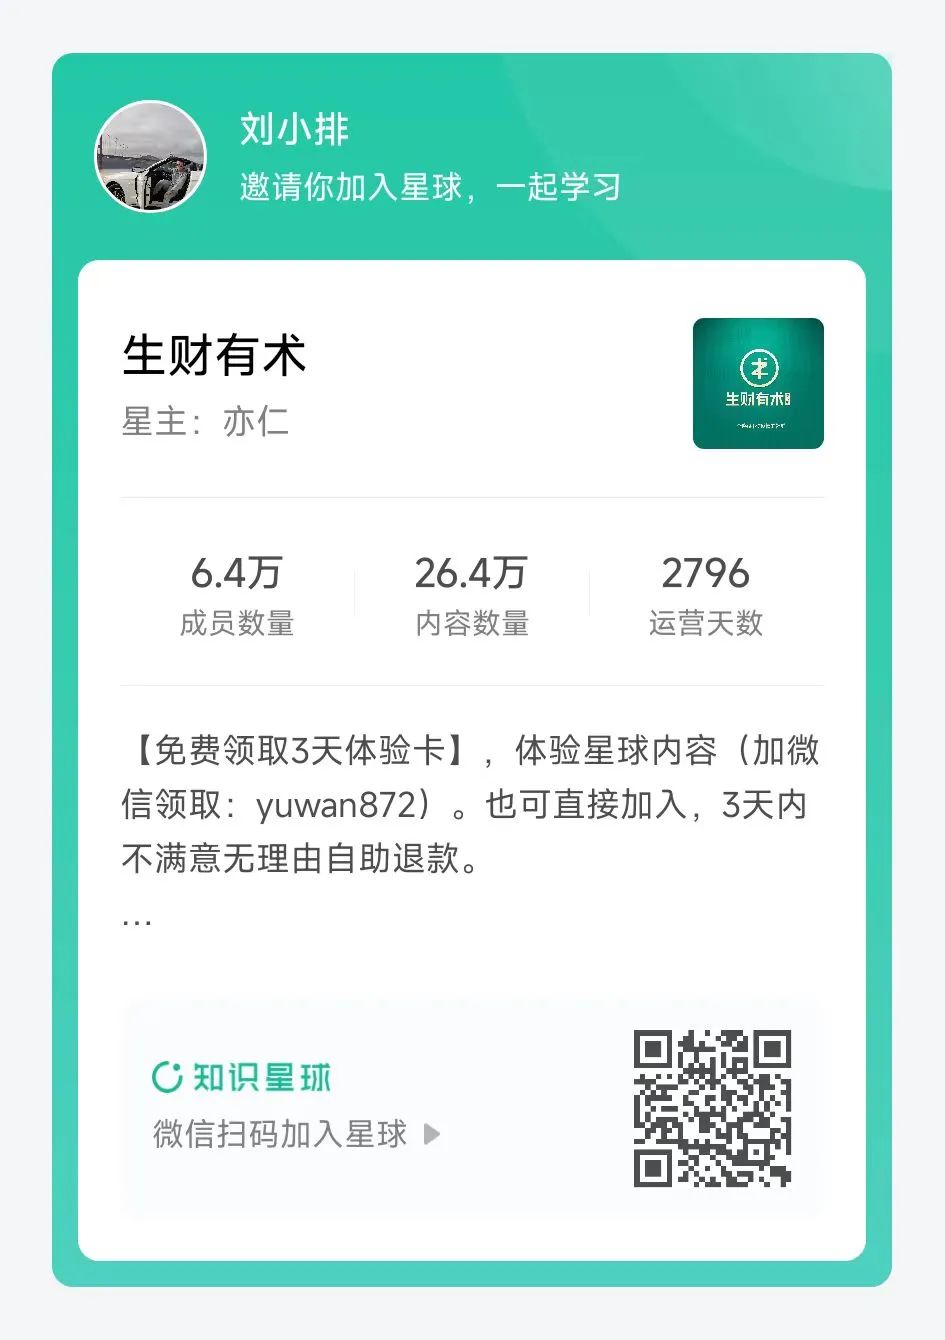 刘小排
邀请你加入星球，一起学习
生财有术
星主：亦仁
生财有术
6.4万
26.4万
2796
成员数量
内容数量
运营天数
【免费领取3天体验卡】，体验星球内容（加微
信领取：yuwan872）。也可直接加入，3天内
不满意无理由自助退款。
...
知识星球
微信扫码加入星球